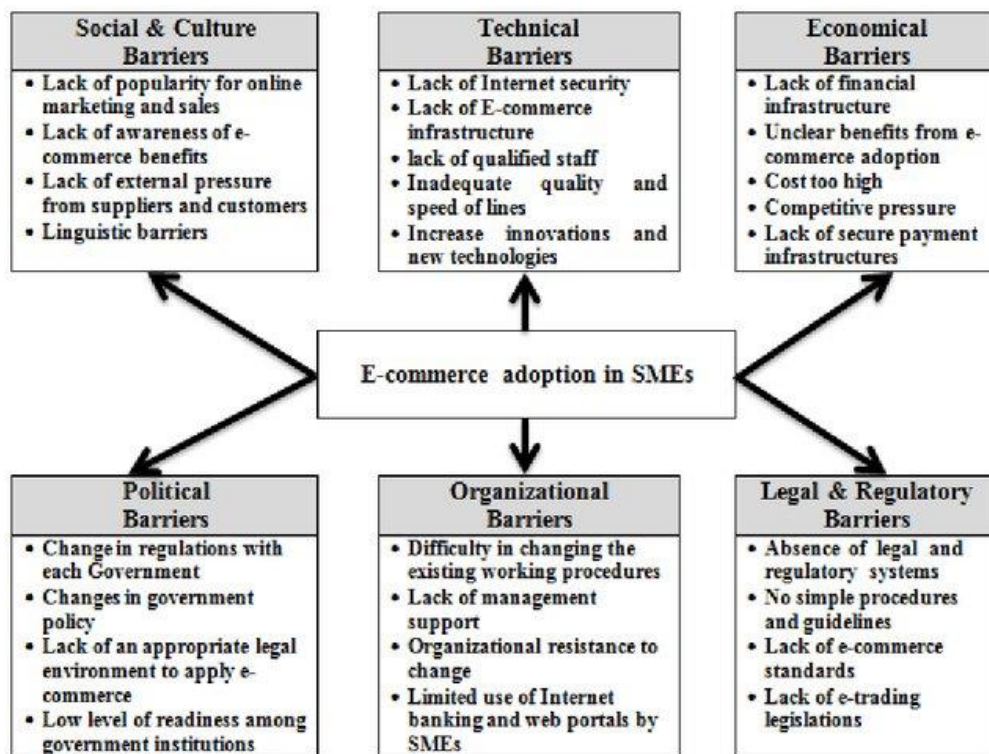 Social & Culture
Barriers
• Lack of popularity for online
marketing and sales
• Lack of awareness of e-
commerce benefits
• Lack of external pressure
from suppliers and customers
• Linguistic barriers
Technical
Barriers
• Lack of Internet security
• Lack of E-commerce
infrastructure
• lack of qualified staff
• Inadequate quality and
speed of lines
• Increase innovations and
new technologies
Economical
Barriers
• Lack of financial
infrastructure
• Unclear benefits from e-
commerce adoption
• Cost too high
• Competitive pressure
• Lack of secure payment
infrastructures
E-commerce adoption in SMEs
Political
Barriers
• Change in regulations with
each Government
• Changes in government
policy
• Lack of an appropriate legal
environment to apply e-
commerce
• Low level of readiness among
government institutions
Organizational
Barriers
• Difficulty in changing the
existing working procedures
• Lack of management
support
• Organizational resistance to
change
• Limited use of Internet
banking and web portals by
SMEs
Legal & Regulatory
Barriers
• Absence of legal and
regulatory systems
• No simple procedures
and guidelines
• Lack of e-commerce
standards
• Lack of e-trading
legislations